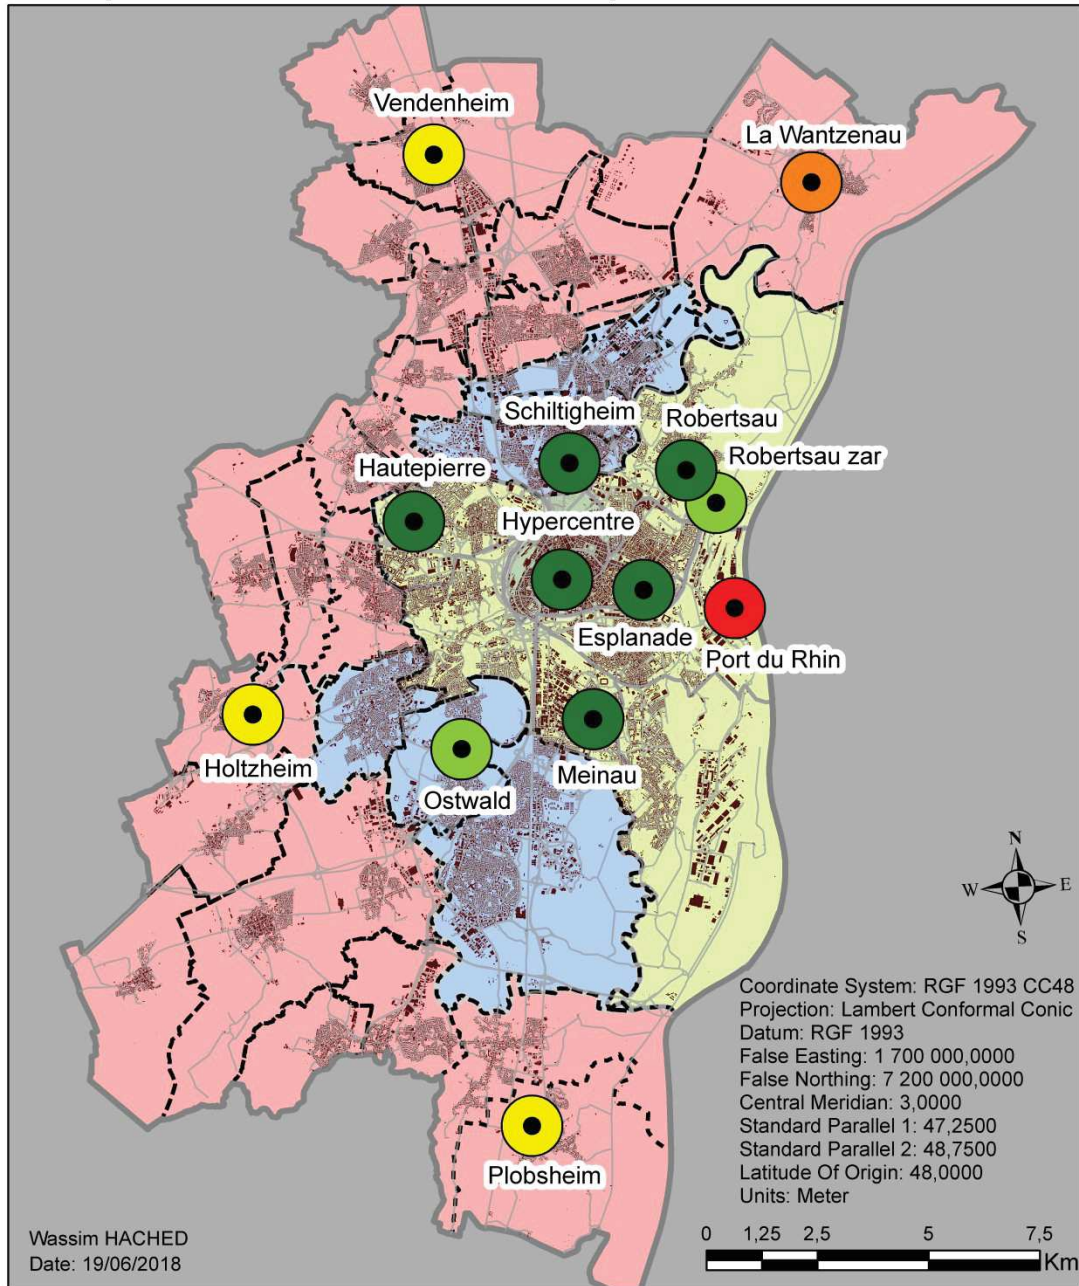 Vendenheim
La Wantzenau
Schiltigheim
Robertsau
Robertsau zar
Hautepierre
Hypercentre
Esplanade
Port du Rhin
Holtzheim
Ostwald
Meinau
N
W
E
S
Coordinate System: RGF 1993 CC48
Projection: Lambert Conformal Conic
Datum: RGF 1993
False Easting: 1 700 000,0000
False Northing: 7 200 000,0000
Central Meridian: 3,0000
Standard Parallel 1: 47,2500
Standard Parallel 2: 48,7500
Latitude Of Origin: 48,0000
Units: Meter
Plobsheim
Wassim HACHED
Date: 19/06/2018
0 1,25 2,5 5 7,5
Km